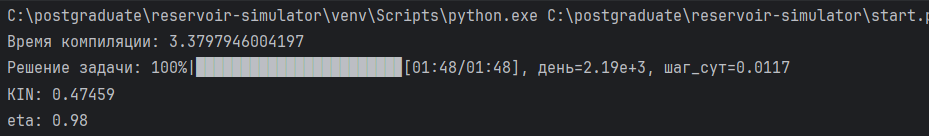 C:\postgraduate\reservoir-simulator\venv\Scripts\python.exe C:\postgraduate\reservoir-simulator\start.p
Время компиляции: 3.3797946004197
Решение задачи: 100%|██████████████████████[01:48/01:48], день=2.19e+3, шаг_сут=0.0117
KIN: 0.47459
eta: 0.98